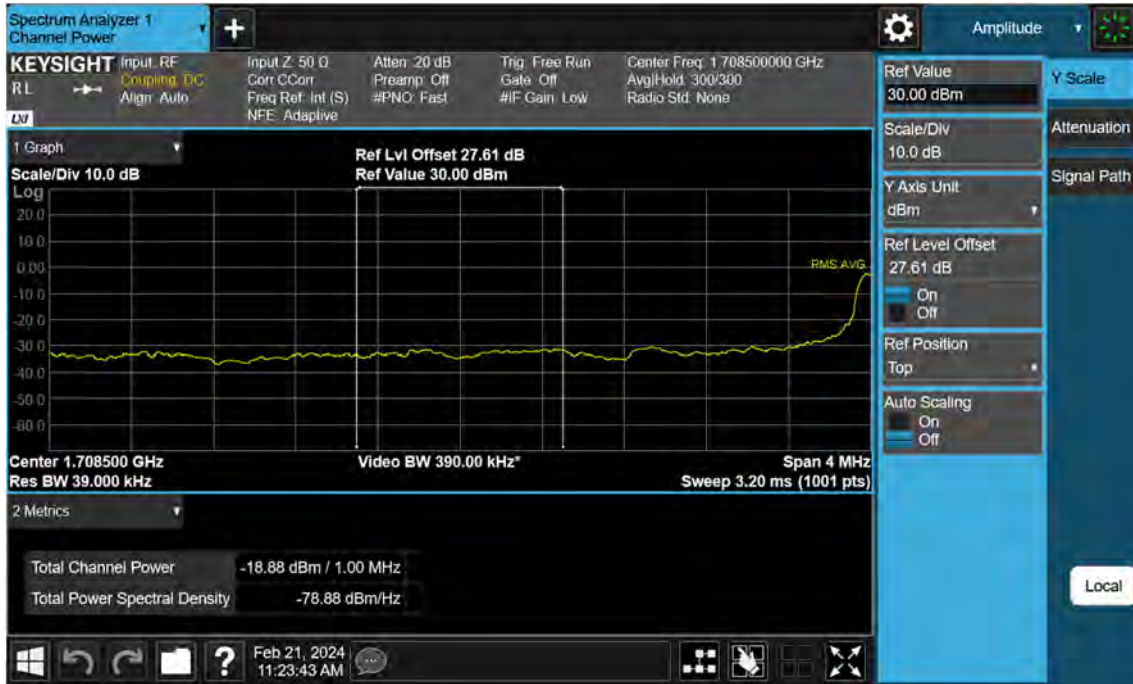 Spectrum Analyzer 1
Channel Power
Amplitude
KEYSIGHT
RL
LXI
Input: RF
Coupling: DC
Align: Auto
Input Z: 50 Ω
Corr CCorr
Freq Ref: Int (S)
NFE: Adaptive
Atten: 20 dB
Preamp: Off
#PNO: Fast
Trig: Free Run
Gate: Off
#IF Gain: Low
Center Freq: 1.708500000 GHz
Avg|Hold: 300/300
Radio Std: None
1 Graph
Scale/Div 10.0 dB
Ref Lvl Offset 27.61 dB
Ref Value 30.00 dBm
Log
20.0
10.0
0.00
-10.0
-20.0
-30.0
-40.0
-50.0
-60.0
RMS AVG
Center 1.708500 GHz
Res BW 39.000 kHz
Video BW 390.00 kHz*
Span 4 MHz
Sweep 3.20 ms (1001 pts)
2 Metrics
Total Channel Power
-18.88 dBm / 1.00 MHz
Total Power Spectral Density
-78.88 dBm/Hz
Ref Value
30.00 dBm
Scale/Div
10.0 dB
Y Axis Unit
dBm
Ref Level Offset
27.61 dB
On
Off
Ref Position
Top
Auto Scaling
On
Off
Y Scale
Attenuation
Signal Path
Local
Feb 21, 2024
11:23:43 AM